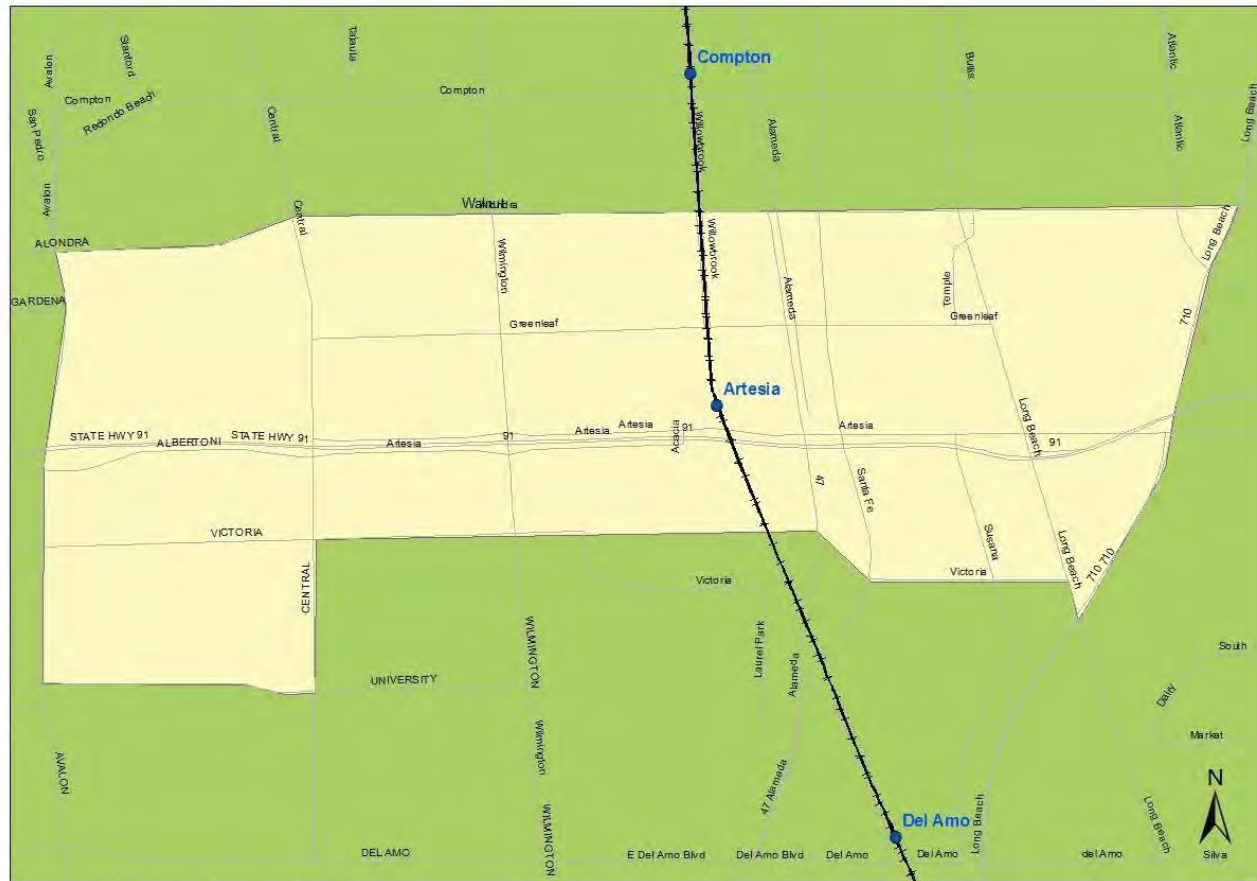 Avalon
Stanford
Tajauta
Compton
Bullis
Atlantic
Compton
Redondo Beach
Compton
San Pedro
Central
Willowbrook
Alameda
Atlantic
Long Beach
Avalon
Walnut
Central
ALONDRA
Wilmington
Willowbrook
Long Beach
GARDENA
Alameda
Temple
Greenleaf
Greenleaf
710
Artesia
Long Beach
STATE HWY 91
ALBERTONI
STATE HWY 91
Artesia
91
Artesia
Artesia
Acacia
91
Artesia
91
47
Santa Fe
VICTORIA
Susana
Long Beach
CENTRAL
Victoria
Victoria
710 710
WILMINGTON
Laurel Park
Alameda
South
UNIVERSITY
Dairy
Wilmington
Market
AVALON
47 Alameda
N
WILMINGTON
Del Amo
Long Beach
Long Beach
DEL AMO
E Del Amo Blvd
Del Amo Blvd
Del Amo
Del Amo
del Amo
Silva